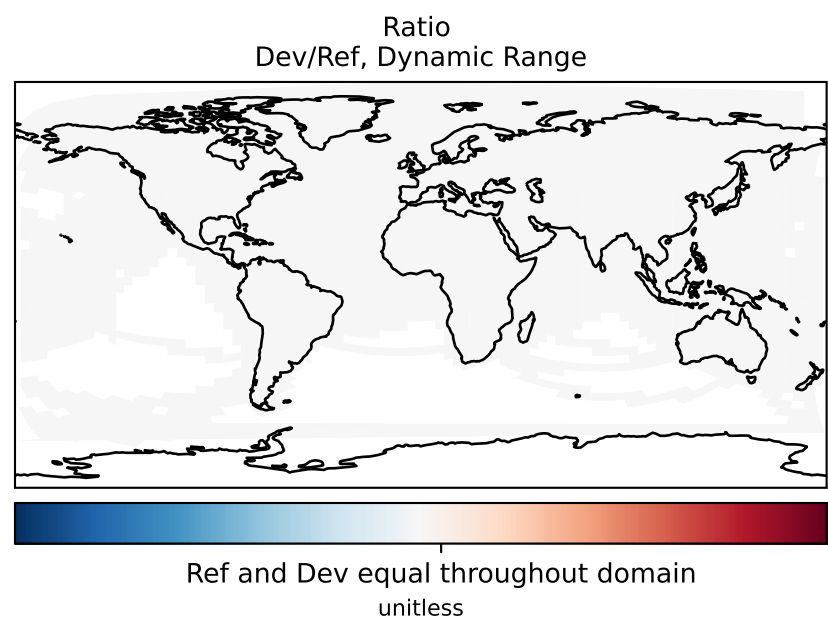 Ratio
Dev/Ref, Dynamic Range
Ref and Dev equal throughout domain
unitless